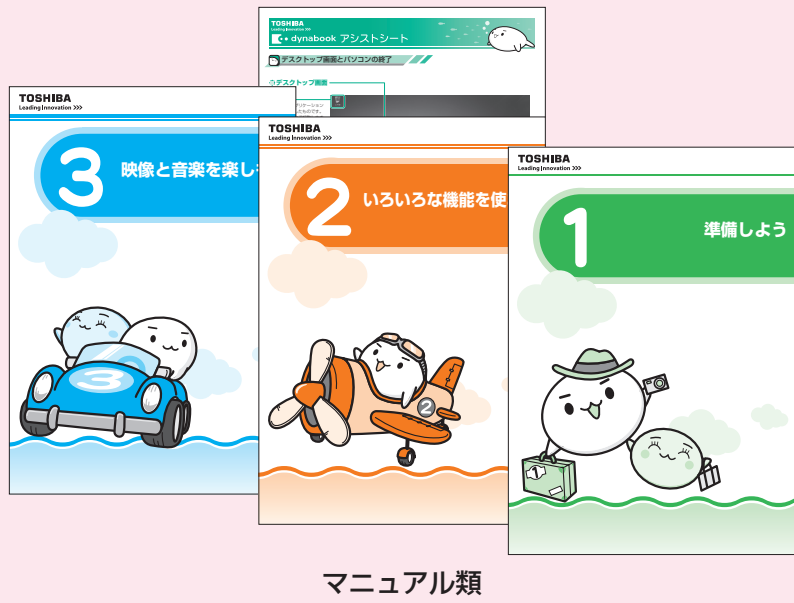 TOSHIBA
Leading Innovation >>>
dynabook アシストシート
デスクトップ画面とパソコンの終了
デスクトップ画面
TOSHIBA
Leading Innovation >>>
3
映像と音楽を楽し
3
TOSHIBA
Leading Innovation >>>
2
いろいろな機能を使
2
TOSHIBA
Leading Innovation >>>
1
準備しよう
1
マニュアル類